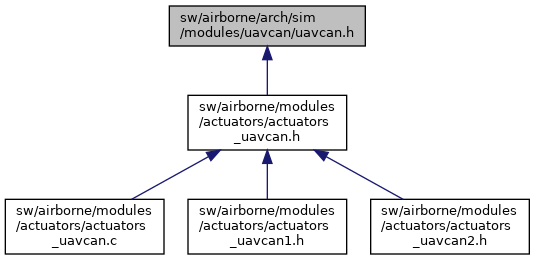 sw/airborne/arch/sim
/modules/uavcan/uavcan.h
sw/airborne/modules
/actuators/actuators
_uavcan.h
sw/airborne/modules
/actuators/actuators
_uavcan.c
sw/airborne/modules
/actuators/actuators
_uavcan1.h
sw/airborne/modules
/actuators/actuators
_uavcan2.h